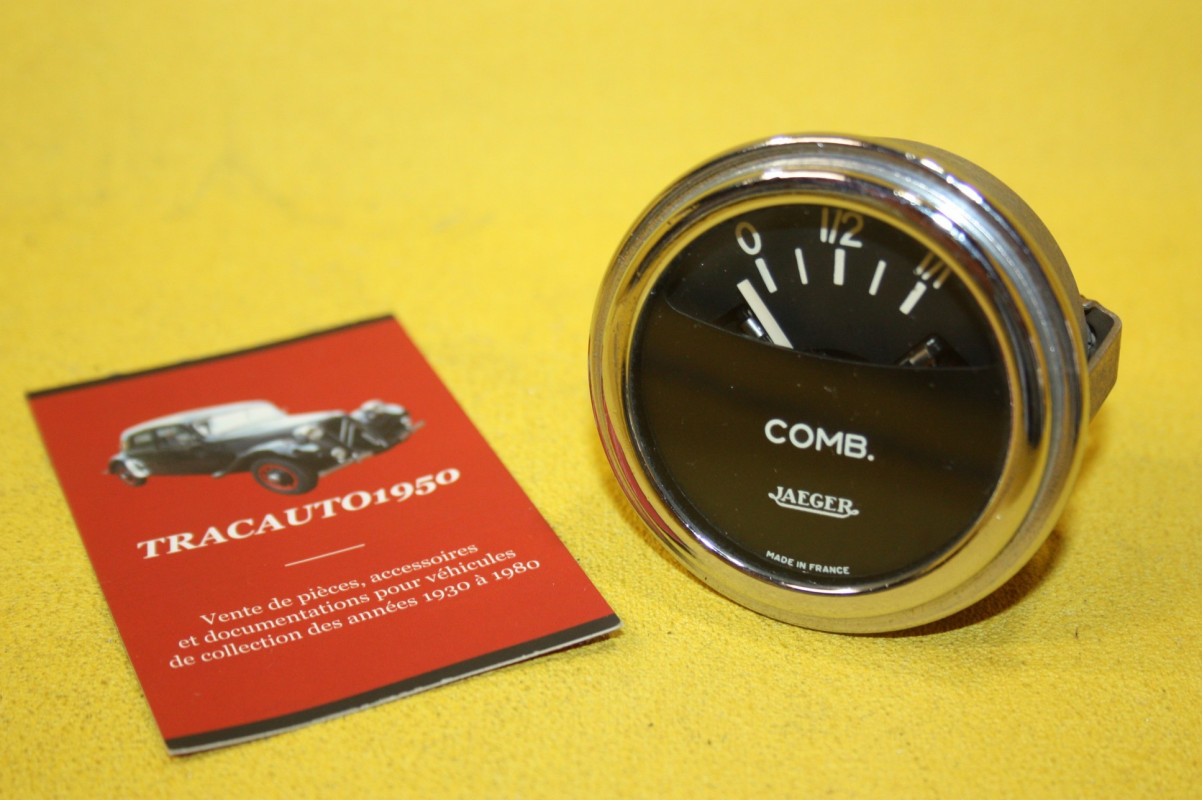 TRACAUTO1950
Vente de pièces, accessoires
et documentations pour véhicules
de collection des années 1930 à 1980
0 1/2 1/1
COMB.
JAEGER
MADE IN FRANCE